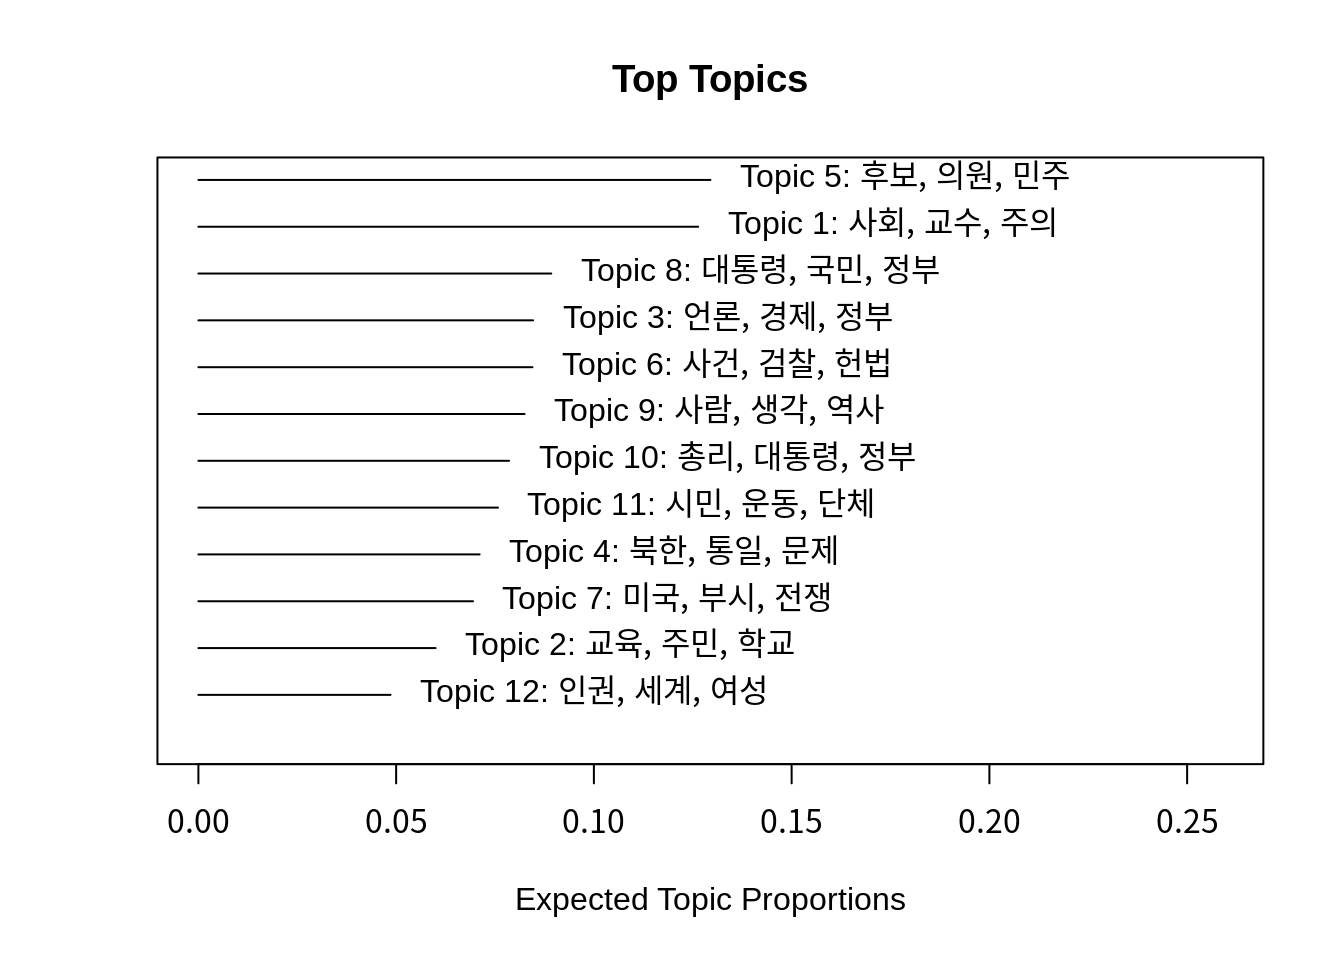 Top Topics
Topic 5: 후보, 의원, 민주
Topic 1: 사회, 교수, 주의
Topic 8: 대통령, 국민, 정부
Topic 3: 언론, 경제, 정부
Topic 6: 사건, 검찰, 헌법
Topic 9: 사람, 생각, 역사
Topic 10: 총리, 대통령, 정부
Topic 11: 시민, 운동, 단체
Topic 4: 북한, 통일, 문제
Topic 7: 미국, 부시, 전쟁
Topic 2: 교육, 주민, 학교
Topic 12: 인권, 세계, 여성
0.00 0.05 0.10 0.15 0.20 0.25
Expected Topic Proportions